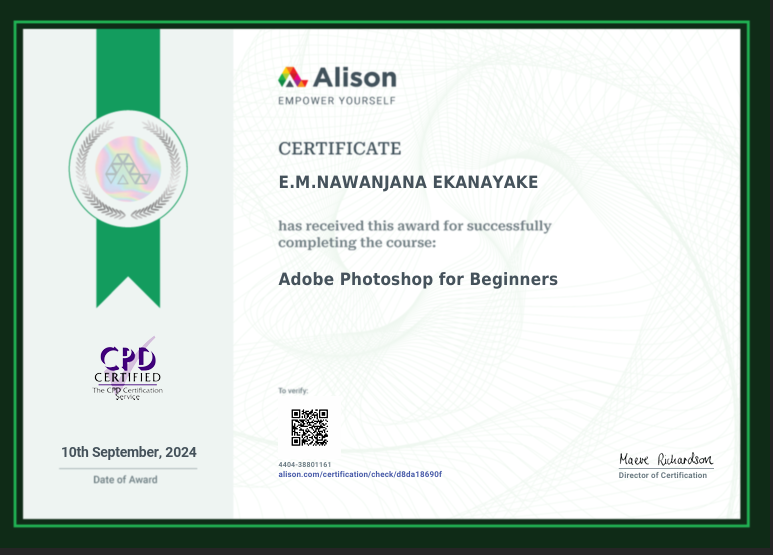 Alison
EMPOWER YOURSELF
CERTIFICATE
E.M.NAWANJANA EKANAYAKE
has received this award for successfully
completing the course:
Adobe Photoshop for Beginners
CPD
CERTIFIED
The CPD Certification
Service
10th September, 2024
Date of Award
To verify:
4404-38801161
alison.com/certification/check/d8da18690f
Maeve Richardson
Director of Certification